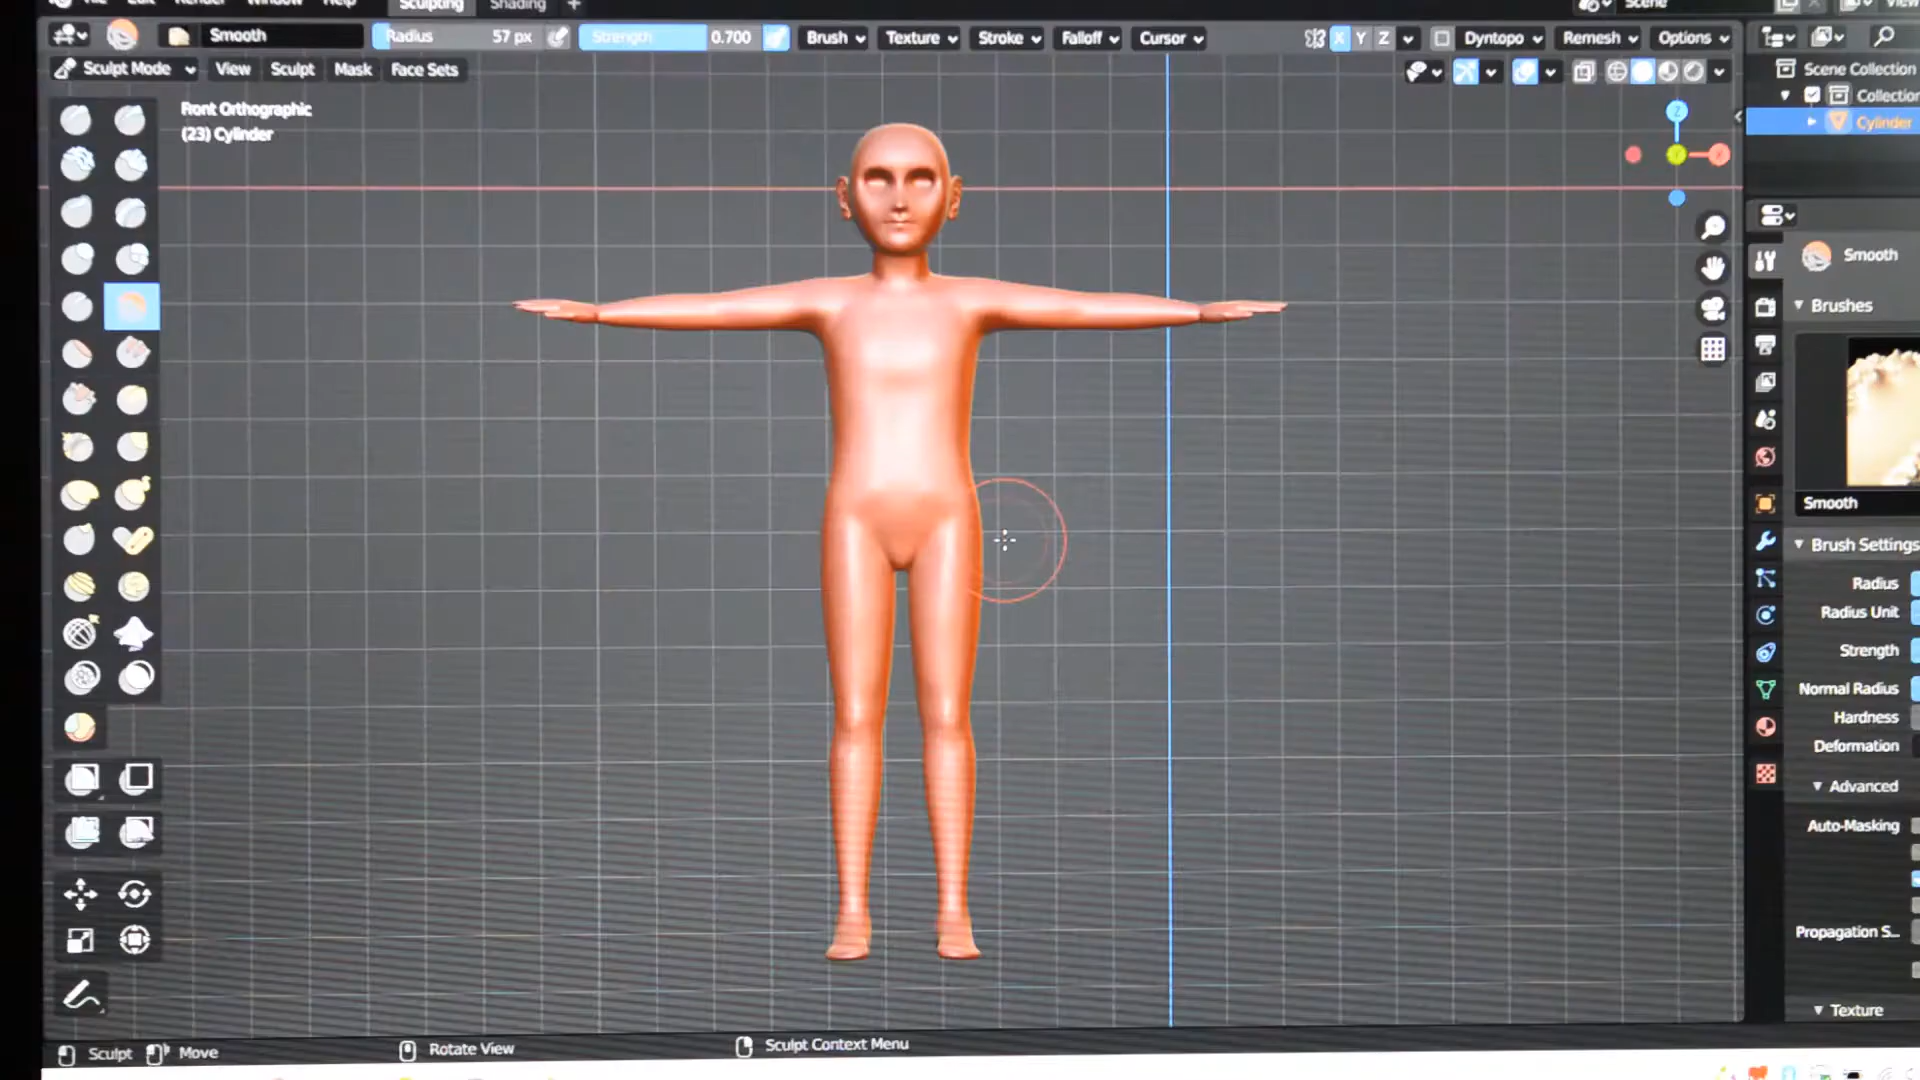 Sculpting Shading +
Scene
Smooth Radius 57 px Strength 0.700 Brush Texture Stroke Falloff Cursor X Y Z Dyntopo Remesh Options
Sculpt Mode View Sculpt Mask Face Sets
Scene Collection
Front Orthographic
(23) Cylinder
Z
X
Collection
Cylinder
Smooth
Brushes
Smooth
Brush Settings
Radius
Radius Unit
Strength
Normal Radius
Hardness
Deformation
Advanced
Auto-Masking
Propagation S...
Texture
Sculpt Move Rotate View Sculpt Context Menu